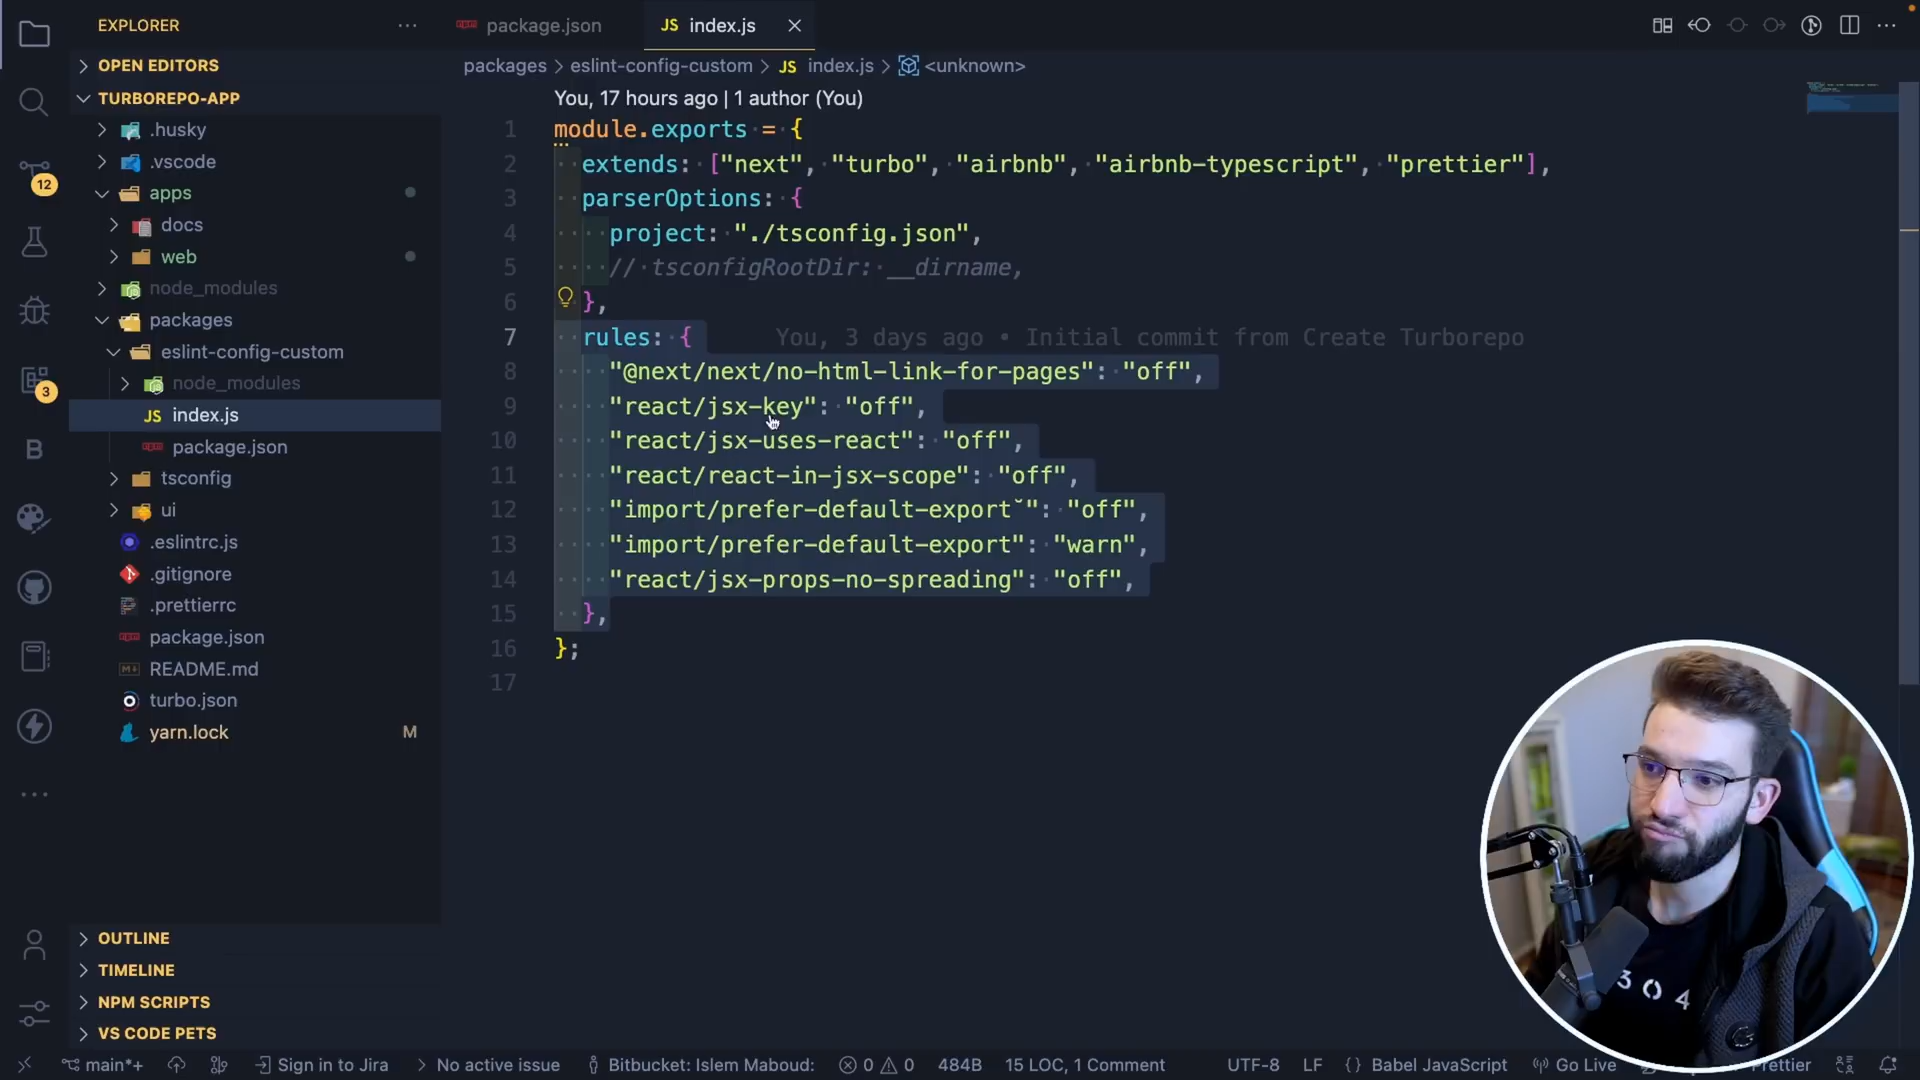 EXPLORER
package.json
JS index.js
OPEN EDITORS
packages > eslint-config-custom > JS index.js > <unknown>
TURBOREPO-APP
.husky
.vscode
apps
docs
web
node_modules
packages
eslint-config-custom
node_modules
JS index.js
package.json
tsconfig
ui
.eslintrc.js
.gitignore
.prettierrc
package.json
README.md
turbo.json
yarn.lock M
OUTLINE
TIMELINE
NPM SCRIPTS
VS CODE PETS
12
3
B
You, 17 hours ago | 1 author (You)
1 module.exports = {
2 extends: ["next", "turbo", "airbnb", "airbnb-typescript", "prettier"],
3 parserOptions: {
4 project: "./tsconfig.json",
5 // tsconfigRootDir: __dirname,
6 },
7 rules: { You, 3 days ago • Initial commit from Create Turborepo
8 "@next/next/no-html-link-for-pages": "off",
9 "react/jsx-key": "off",
10 "react/jsx-uses-react": "off",
11 "react/react-in-jsx-scope": "off",
12 "import/prefer-default-export˘": "off",
13 "import/prefer-default-export": "warn",
14 "react/jsx-props-no-spreading": "off",
15 },
16 };
17
304
main*+ Sign in to Jira No active issue Bitbucket: Islem Maboud: 0 0 484B 15 LOC, 1 Comment UTF-8 LF {} Babel JavaScript Go Live Prettier